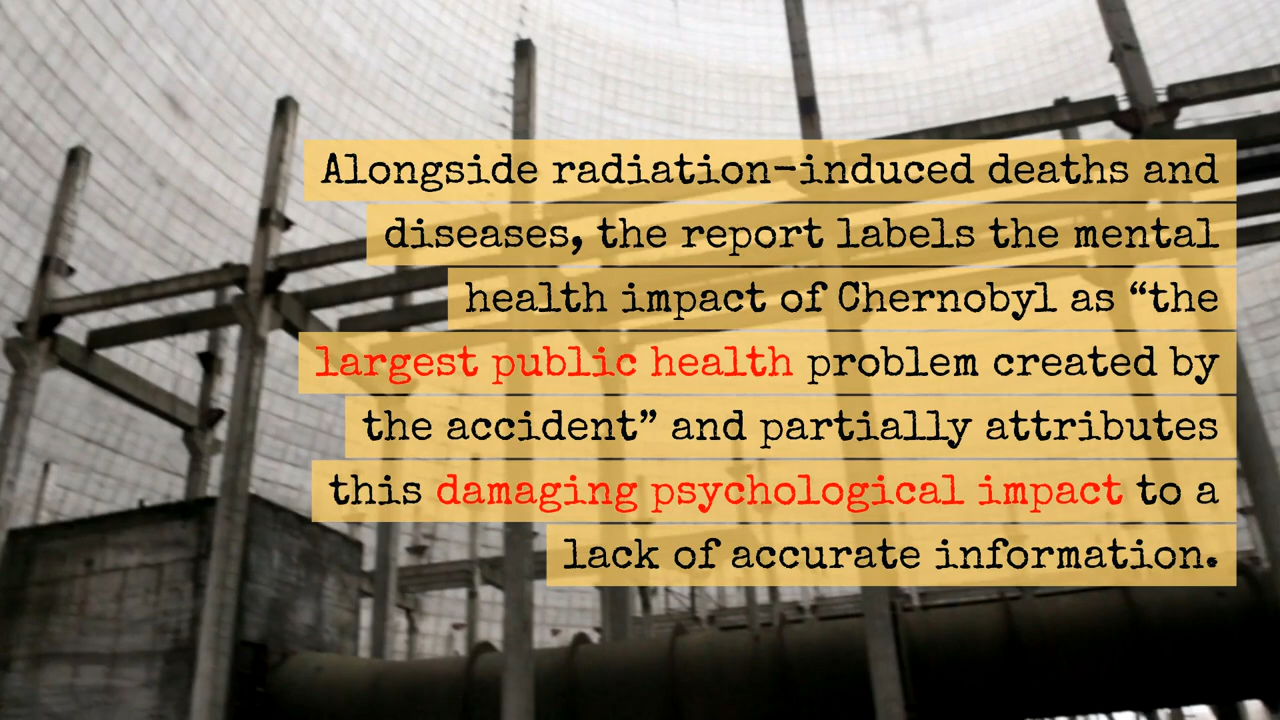 Alongside radiation-induced deaths and
diseases, the report labels the mental
health impact of Chernobyl as “the
largest public health problem created by
the accident” and partially attributes
this damaging psychological impact to a
lack of accurate information.